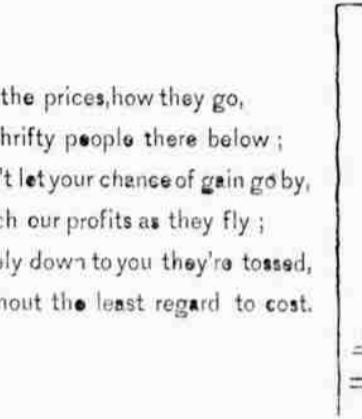 the prices, how they go,
hrifty people there below ;
't let your chance of gain go by,
ch our profits as they fly ;
ely down to you they're tossed,
hout the least regard to cost.